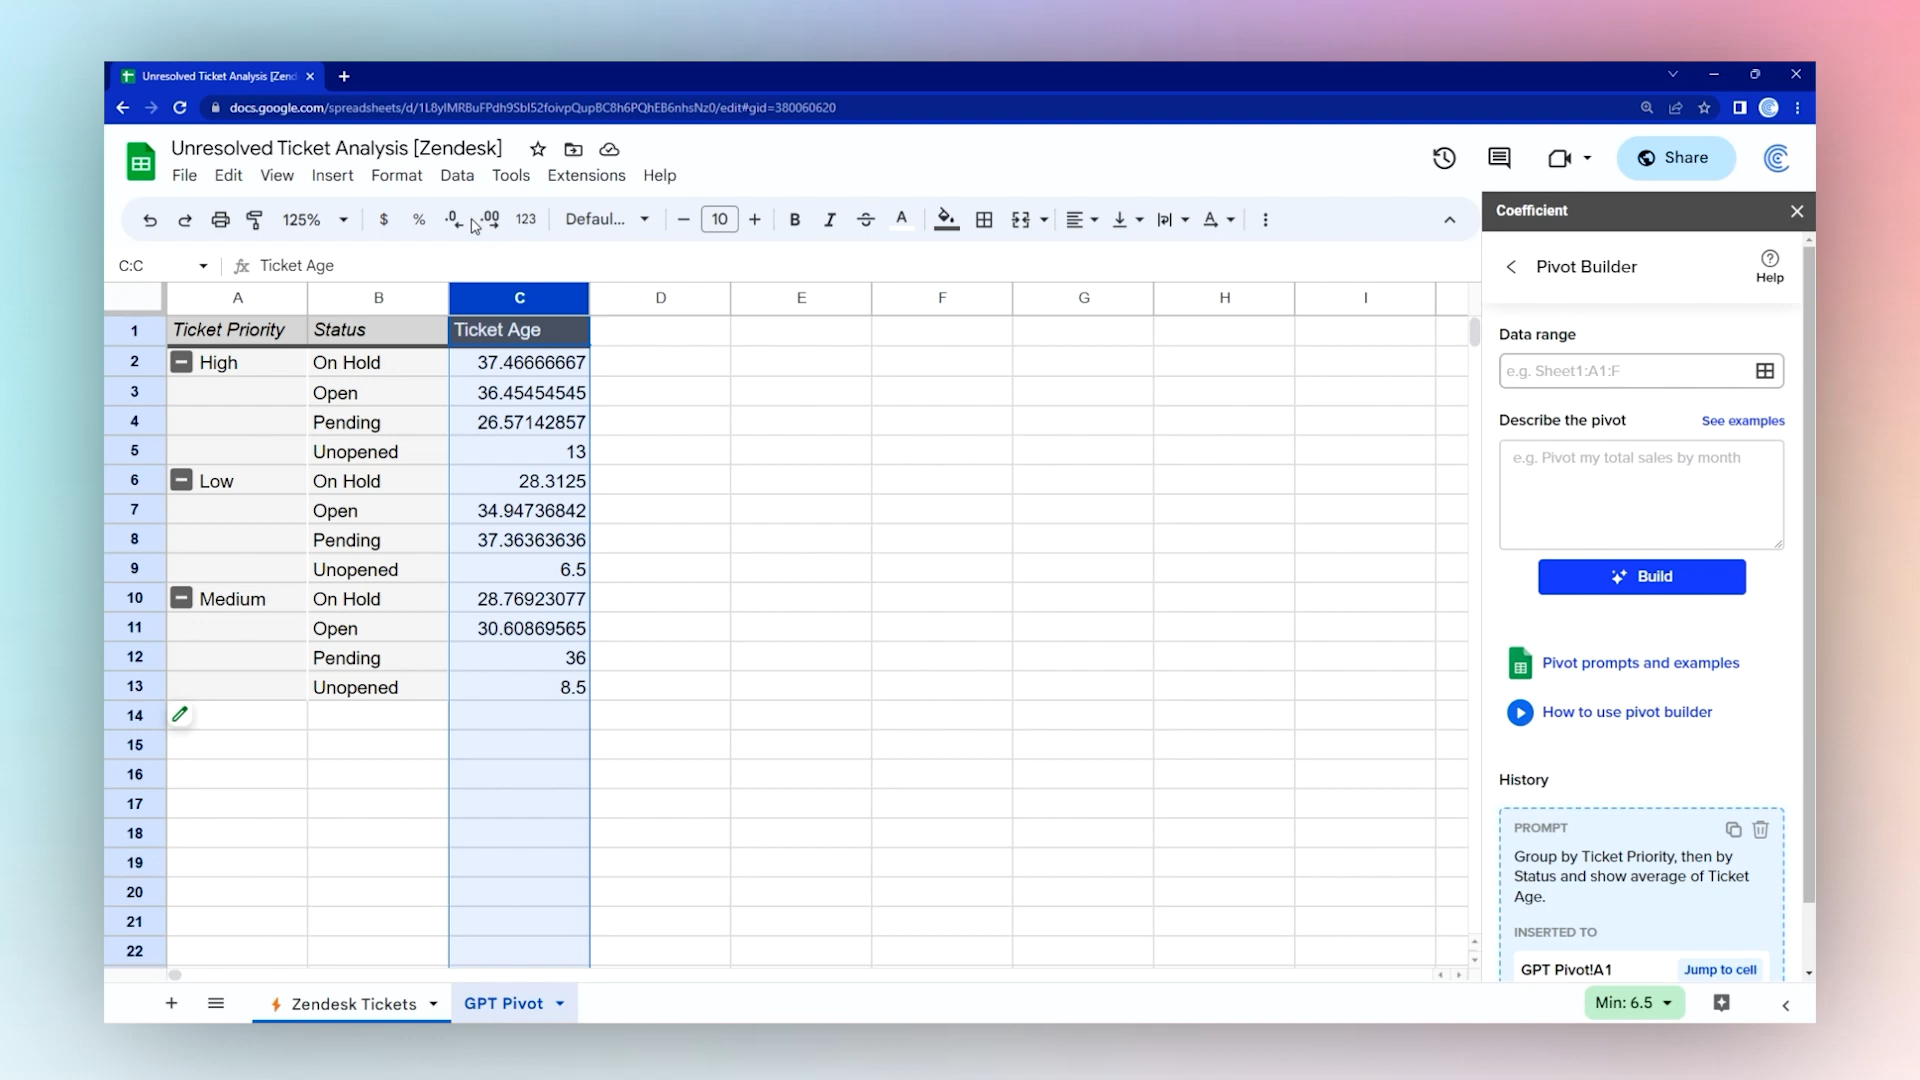 Unresolved Ticket Analysis [Zend
docs.google.com/spreadsheets/d/1L8yIMRBuFPdh9SbI52foivpQupBC8h6PQhEB6nhsNz0/edit#gid=380060620
Unresolved Ticket Analysis [Zendesk]
File Edit View Insert Format Data Tools Extensions Help
Share
125% $ % .0 .00 123 Defaul... 10 B I A
C:C fx Ticket Age
A B C D E F G H I
1 Ticket Priority Status Ticket Age
2 High On Hold 37.46666667
3 Open 36.45454545
4 Pending 26.57142857
5 Unopened 13
6 Low On Hold 28.3125
7 Open 34.94736842
8 Pending 37.36363636
9 Unopened 6.5
10 Medium On Hold 28.76923077
11 Open 30.60869565
12 Pending 36
13 Unopened 8.5
14
15
16
17
18
19
20
21
22
Zendesk Tickets GPT Pivot Min: 6.5
Coefficient
Pivot Builder
Help
Data range
e.g. Sheet1:A1:F
Describe the pivot See examples
e.g. Pivot my total sales by month
Build
Pivot prompts and examples
How to use pivot builder
History
PROMPT
Group by Ticket Priority, then by
Status and show average of Ticket
Age.
INSERTED TO
GPT Pivot!A1 Jump to cell